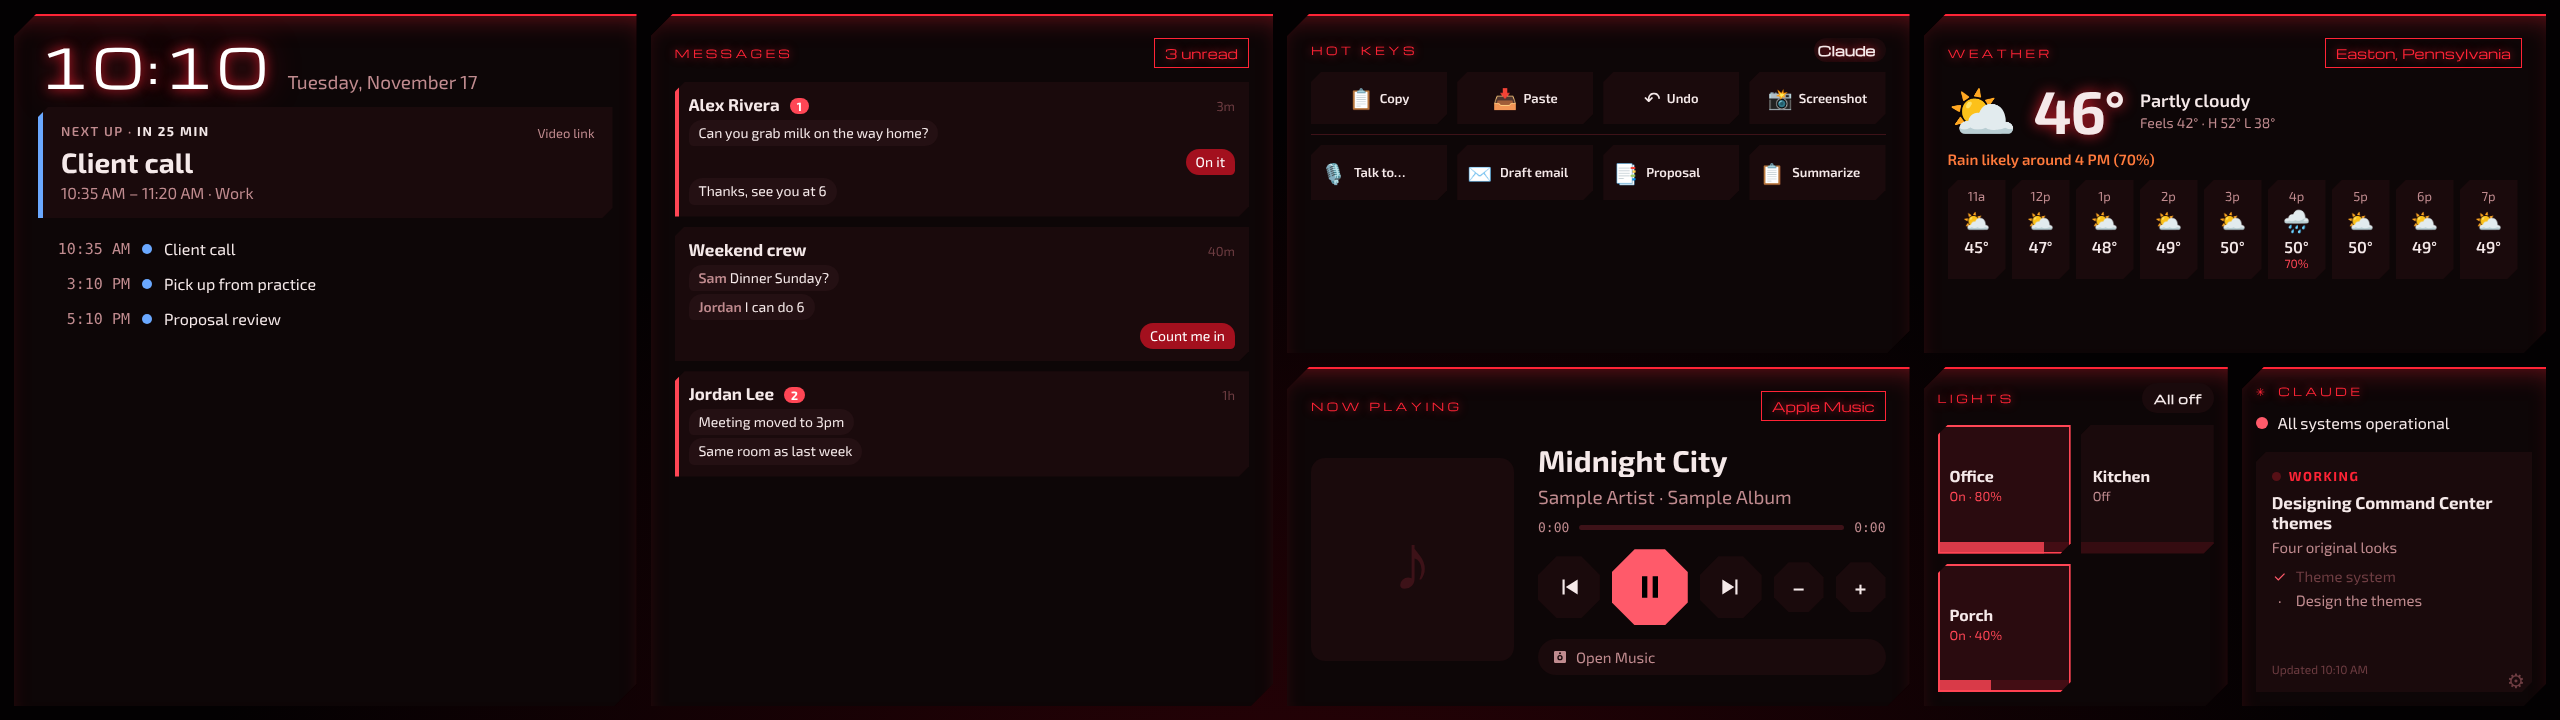 10:10
Tuesday, November 17
NEXT UP · IN 25 MIN
Video link
Client call
10:35 AM – 11:20 AM · Work
10:35 AM Client call
3:10 PM Pick up from practice
5:10 PM Proposal review
MESSAGES
3 unread
Alex Rivera 1
3m
Can you grab milk on the way home?
On it
Thanks, see you at 6
Weekend crew
40m
Sam Dinner Sunday?
Jordan I can do 6
Count me in
Jordan Lee 2
1h
Meeting moved to 3pm
Same room as last week
HOT KEYS
Claude
Copy
Paste
Undo
Screenshot
Talk to...
Draft email
Proposal
Summarize
NOW PLAYING
Apple Music
Midnight City
Sample Artist · Sample Album
0:00
0:00
Open Music
WEATHER
Easton, Pennsylvania
46°
Partly cloudy
Feels 42° · H 52° L 38°
Rain likely around 4 PM (70%)
11a 12p 1p 2p 3p 4p 5p 6p 7p
45° 47° 48° 49° 50° 50° 50° 49° 49°
70%
LIGHTS
All off
Office
On · 80%
Kitchen
Off
Porch
On · 40%
CLAUDE
All systems operational
WORKING
Designing Command Center
themes
Four original looks
Theme system
Design the themes
Updated 10:10 AM